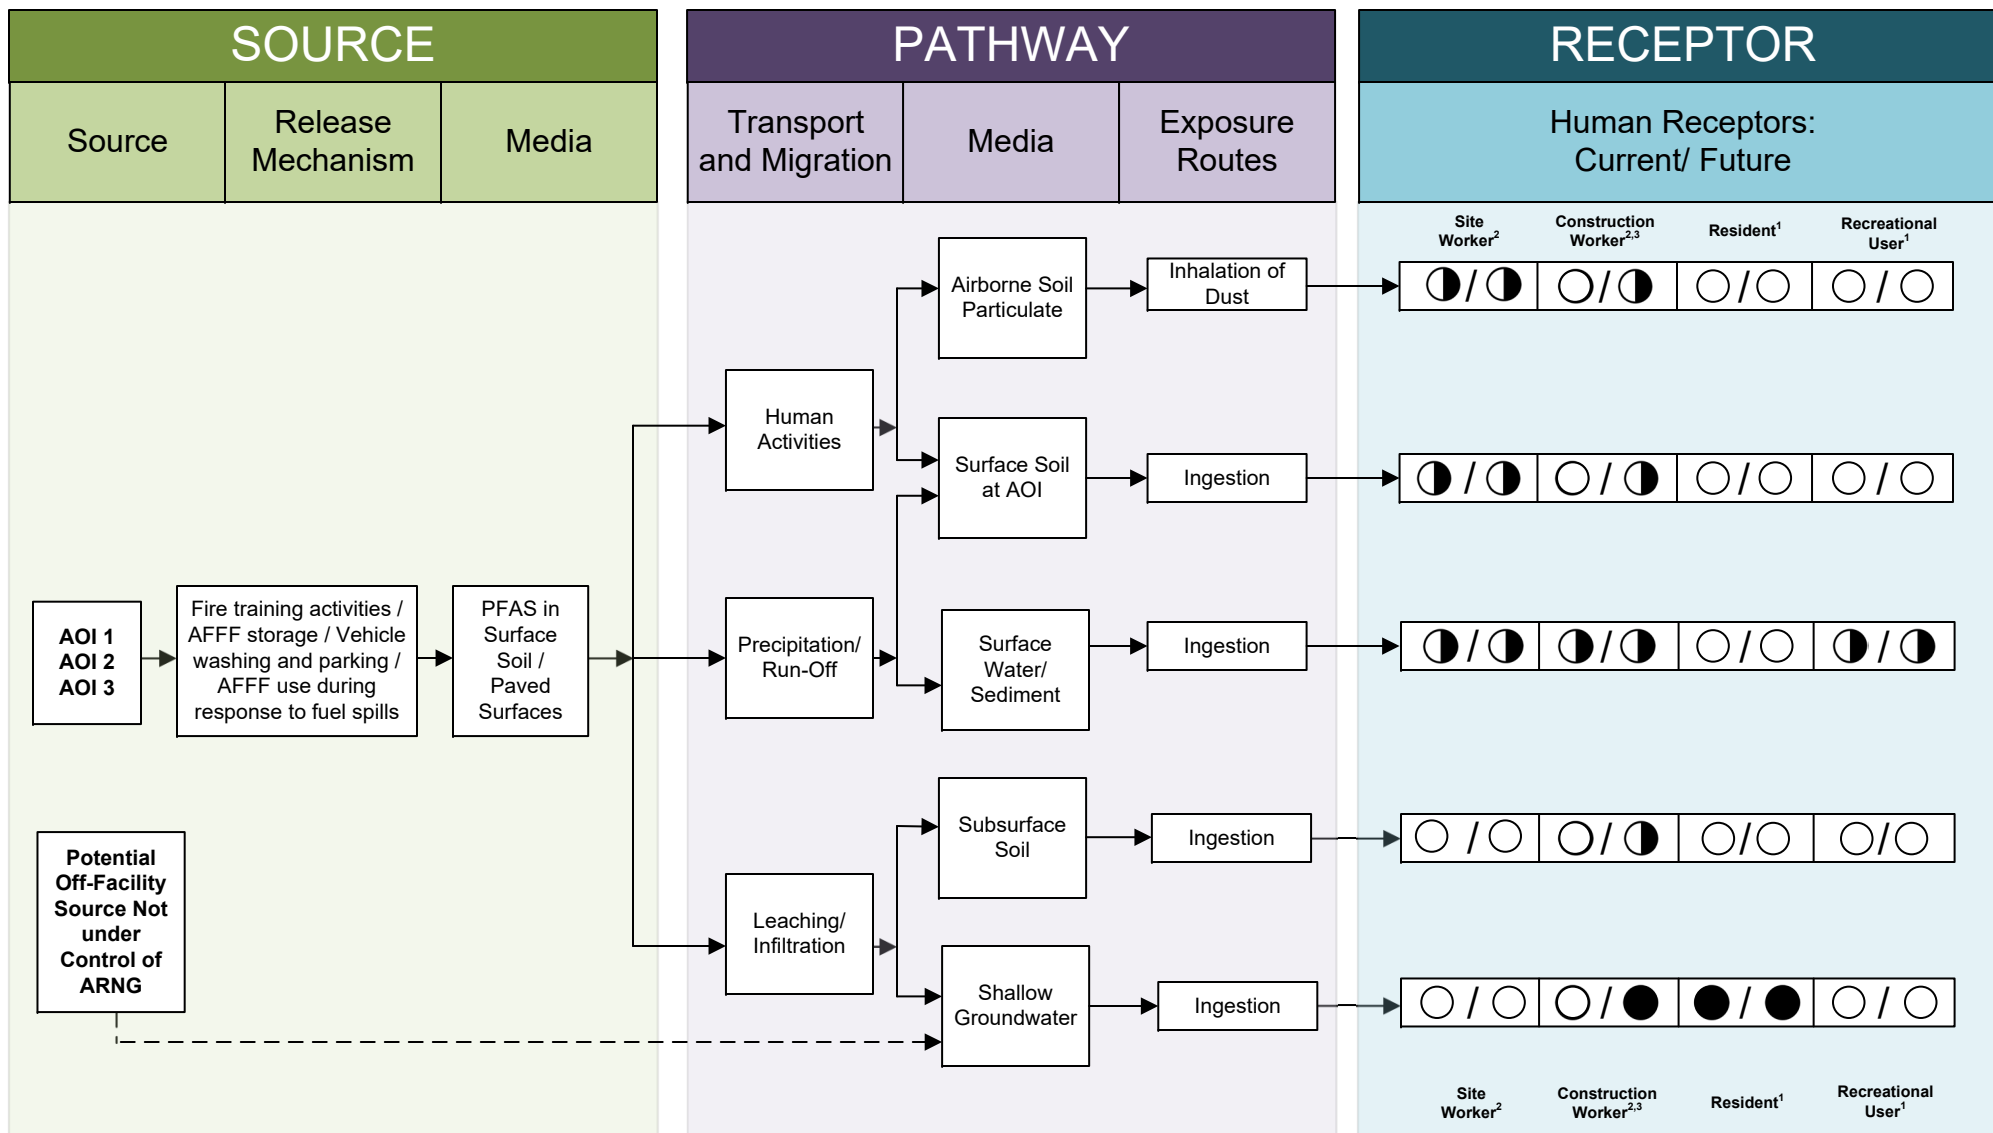 SOURCE
PATHWAY
RECEPTOR
Source
Release
Mechanism
Media
Transport
and Migration
Media
Exposure
Routes
Human Receptors:
Current/ Future
Site
Worker²
Construction
Worker²,³
Resident¹
Recreational
User¹
Airborne Soil
Particulate
Inhalation of
Dust
/
/
/
/
Human
Activities
Surface Soil
at AOI
Ingestion
/
/
/
/
AOI 1
AOI 2
AOI 3
Fire training activities /
AFFF storage / Vehicle
washing and parking /
AFFF use during
response to fuel spills
PFAS in
Surface
Soil /
Paved
Surfaces
Precipitation/
Run-Off
Surface
Water/
Sediment
Ingestion
/
/
/
/
Potential
Off-Facility
Source Not
under
Control of
ARNG
Leaching/
Infiltration
Subsurface
Soil
Ingestion
/
/
/
/
Shallow
Groundwater
Ingestion
/
/
/
/
Site
Worker²
Construction
Worker²,³
Resident¹
Recreational
User¹